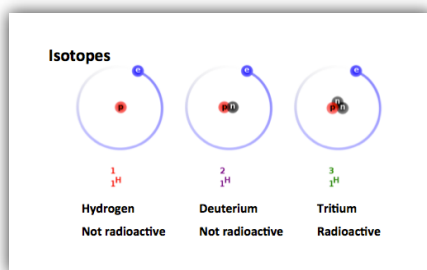 Isotopes
e e e
p p n n p n
1 2 3
1H 1H 1H
Hydrogen Deuterium Tritium
Not radioactive Not radioactive Radioactive